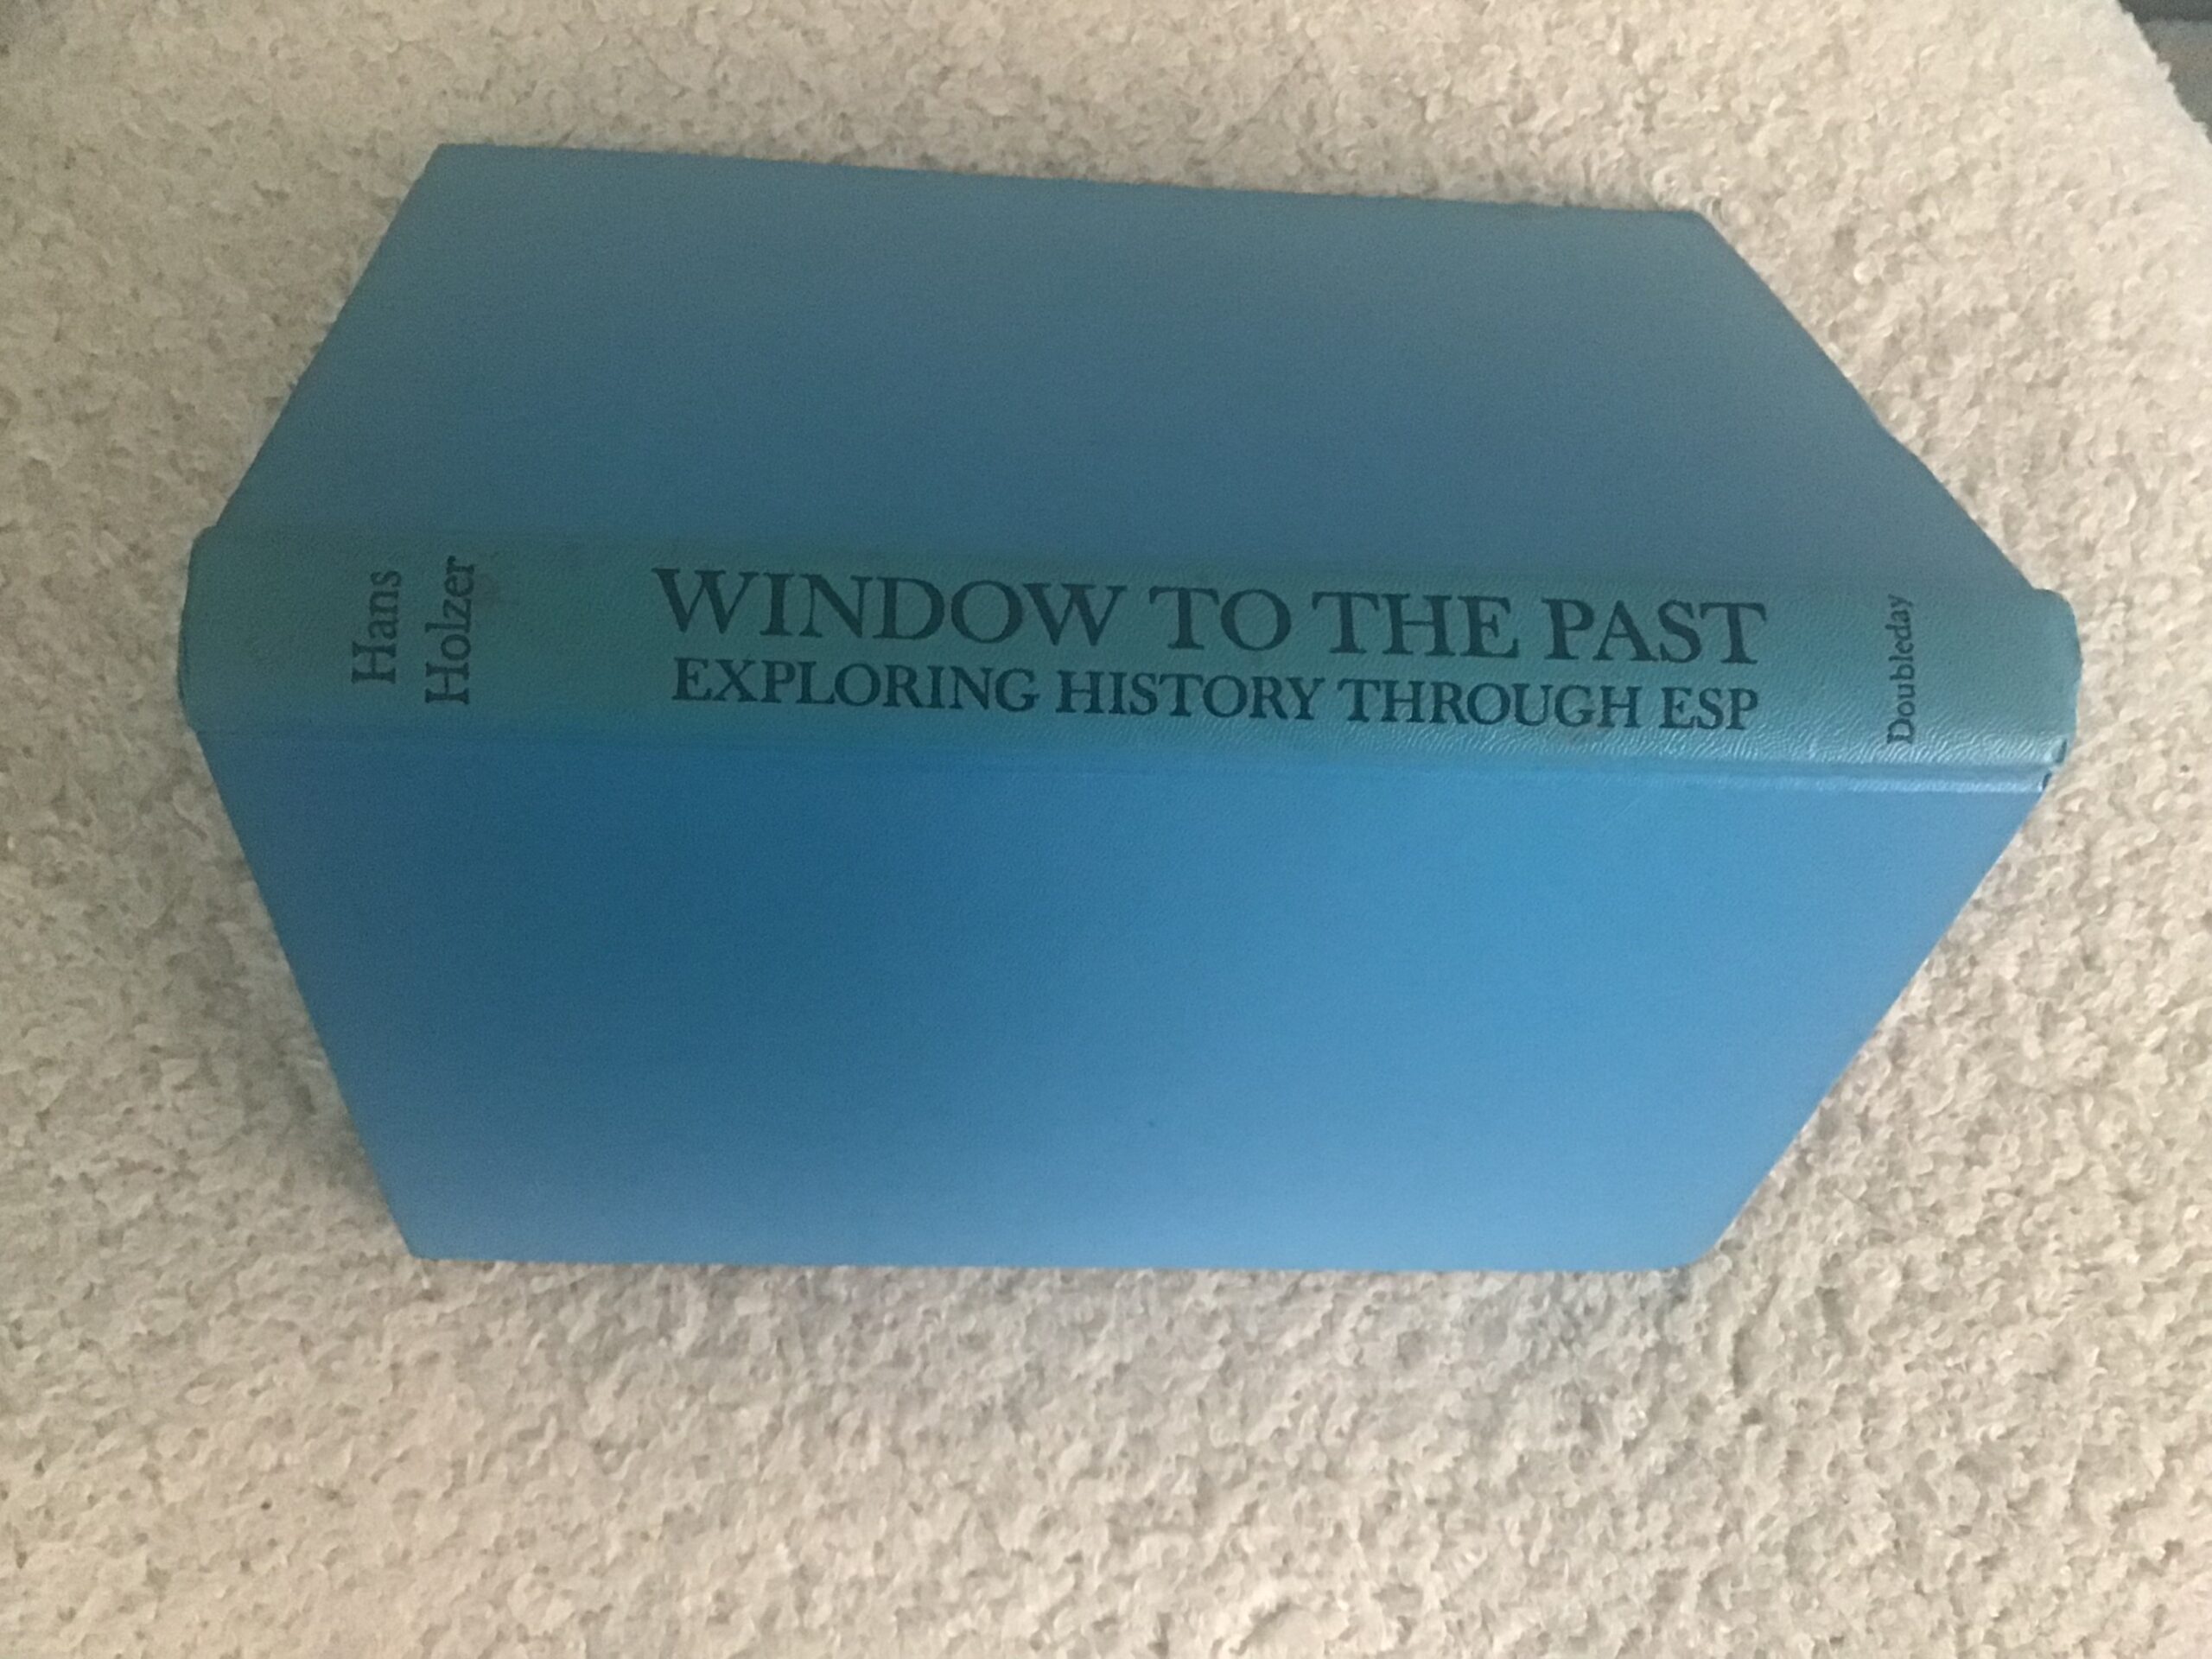 Hans
Holzer
WINDOW TO THE PAST
EXPLORING HISTORY THROUGH ESP
Doubleday